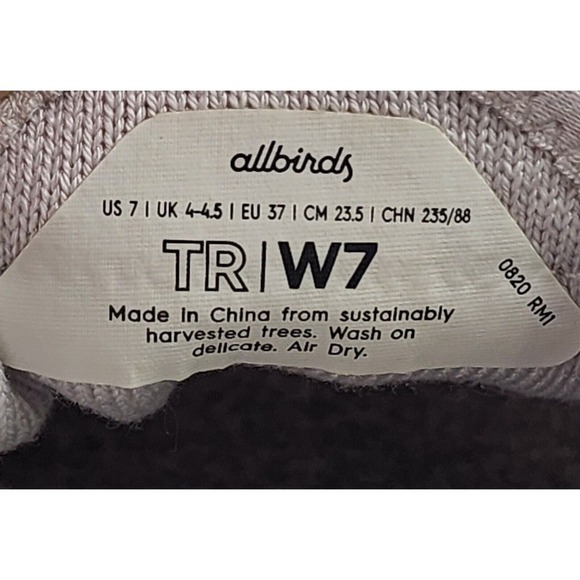 allbirds
US 7 | UK 4-4.5 | EU 37 | CM 23.5 | CHN 235/88
TR | W7
Made in China from sustainably
harvested trees. Wash on
delicate. Air Dry.
0820 RM1